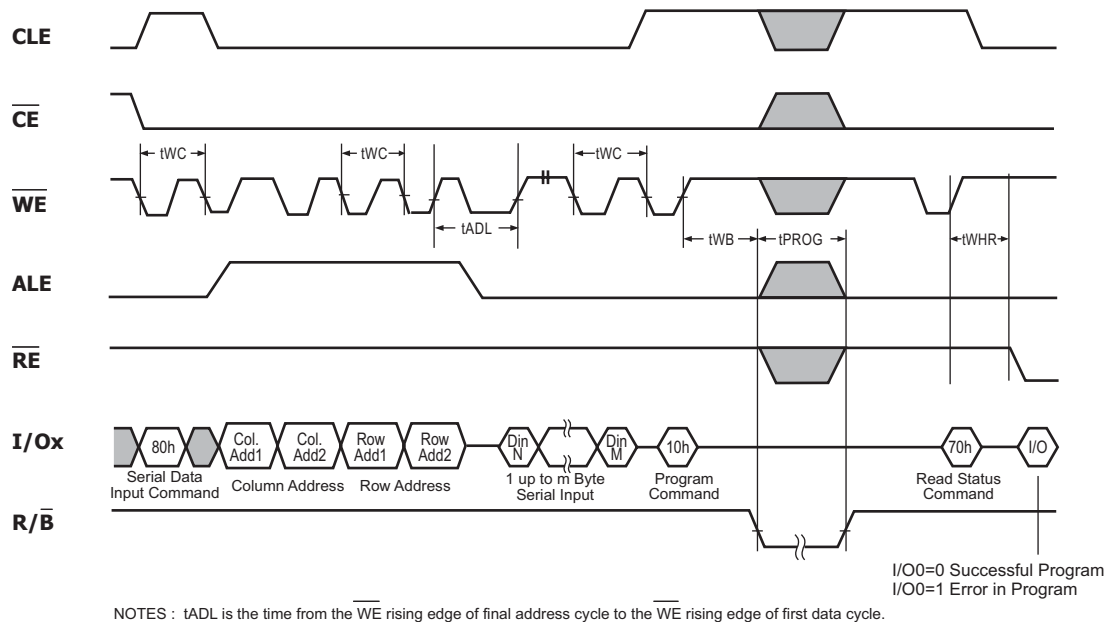 CLE
CE
tWC
tWC
tWC
WE
tADL
tWB
tPROG
tWHR
ALE
RE
I/Ox
80h
Col.
Add1
Col.
Add2
Row
Add1
Row
Add2
Din
N
Din
M
10h
70h
I/O
Serial Data
Input Command
Column Address
Row Address
1 up to m Byte
Serial Input
Program
Command
Read Status
Command
R/B̅
I/O0=0 Successful Program
I/O0=1 Error in Program
NOTES : tADL is the time from the WE rising edge of final address cycle to the WE rising edge of first data cycle.